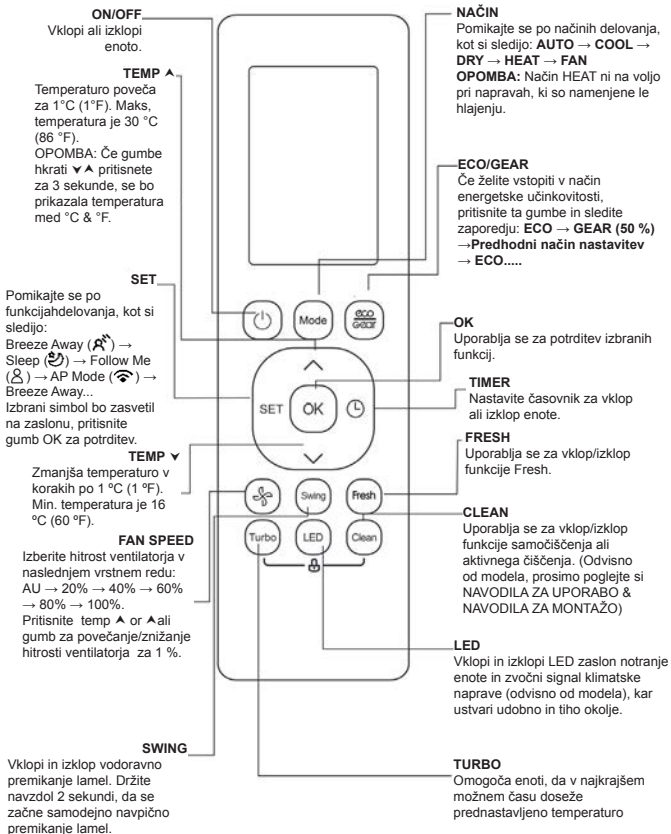 ON/OFF
Vklopi ali izklopi
enoto.
TEMP
Temperaturo poveča
za 1°C (1°F). Maks,
temperatura je 30 °C
(86 °F).
OPOMBA: Če gumbe
hkrati pritisnete
za 3 sekunde, se bo
prikazala temperatura
med °C & °F.
SET
Pomikajte se po
funkcijahdelovanja, kot si
sledijo:
Breeze Away ( ) →
Sleep ( ) → Follow Me
( ) → AP Mode ( ) →
Breeze Away...
Izbrani simbol bo zasvetil
na zaslonu, pritisnite
gumb OK za potrditev.
TEMP
Zmanjša temperaturo v
korakih po 1 ºC (1 ºF).
Min. temperatura je 16
ºC (60 ºF).
FAN SPEED
Izberite hitrost ventilatorja v
naslednjem vrstnem redu:
AU → 20% → 40% → 60%
→ 80% → 100%.
Pritisnite temp or ali
gumb za povečanje/znižanje
hitrosti ventilatorja za 1 %.
SWING
Vklopi in izklop vodoravno
premikanje lamel. Držite
navzdol 2 sekundi, da se
začne samodejno navpično
premikanje lamel.
Mode
eco
gear
SET
OK
Swing
Fresh
Turbo
LED
Clean
NAČIN
Pomikajte se po načinih delovanja,
kot si sledijo: AUTO → COOL →
DRY → HEAT → FAN
OPOMBA: Način HEAT ni na voljo
pri napravah, ki so namenjene le
hlajenju.
ECO/GEAR
Če želite vstopiti v način
energetske učinkovitosti,
pritisnite ta gumbe in sledite
zaporedju: ECO → GEAR (50 %)
→Predhodni način nastavitev
→ ECO.....
OK
Uporablja se za potrditev izbranih
funkcij.
TIMER
Nastavite časovnik za vklop
ali izklop enote.
FRESH
Uporablja se za vklop/izklop
funkcije Fresh.
CLEAN
Uporablja se za vklop/izklop
funkcije samočiščenja ali
aktivnega čiščenja. (Odvisno
od modela, prosimo poglejte si
NAVODILA ZA UPORABO &
NAVODILA ZA MONTAŽO)
LED
Vklopi in izklopi LED zaslon notranje
enote in zvočni signal klimatske
naprave (odvisno od modela), kar
ustvari udobno in tiho okolje.
TURBO
Omogoča enoti, da v najkrajšem
možnem času doseže
prednastavljeno temperaturo